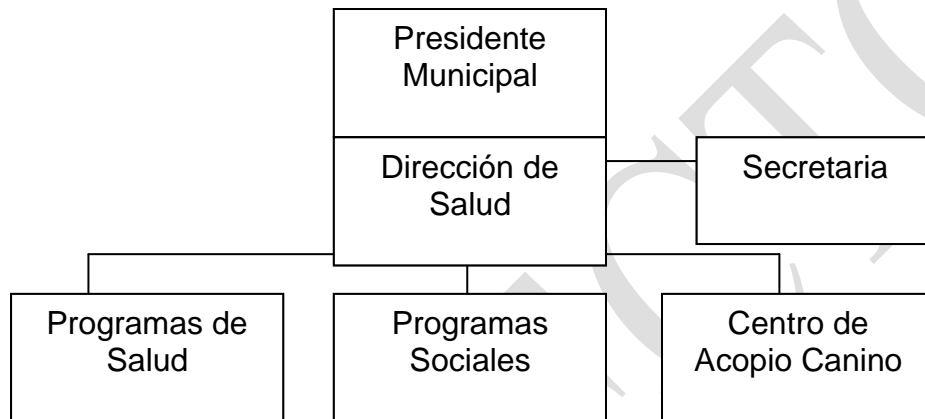 Presidente
Municipal
Dirección de
Salud
Secretaria
Programas de
Salud
Programas
Sociales
Centro de
Acopio Canino